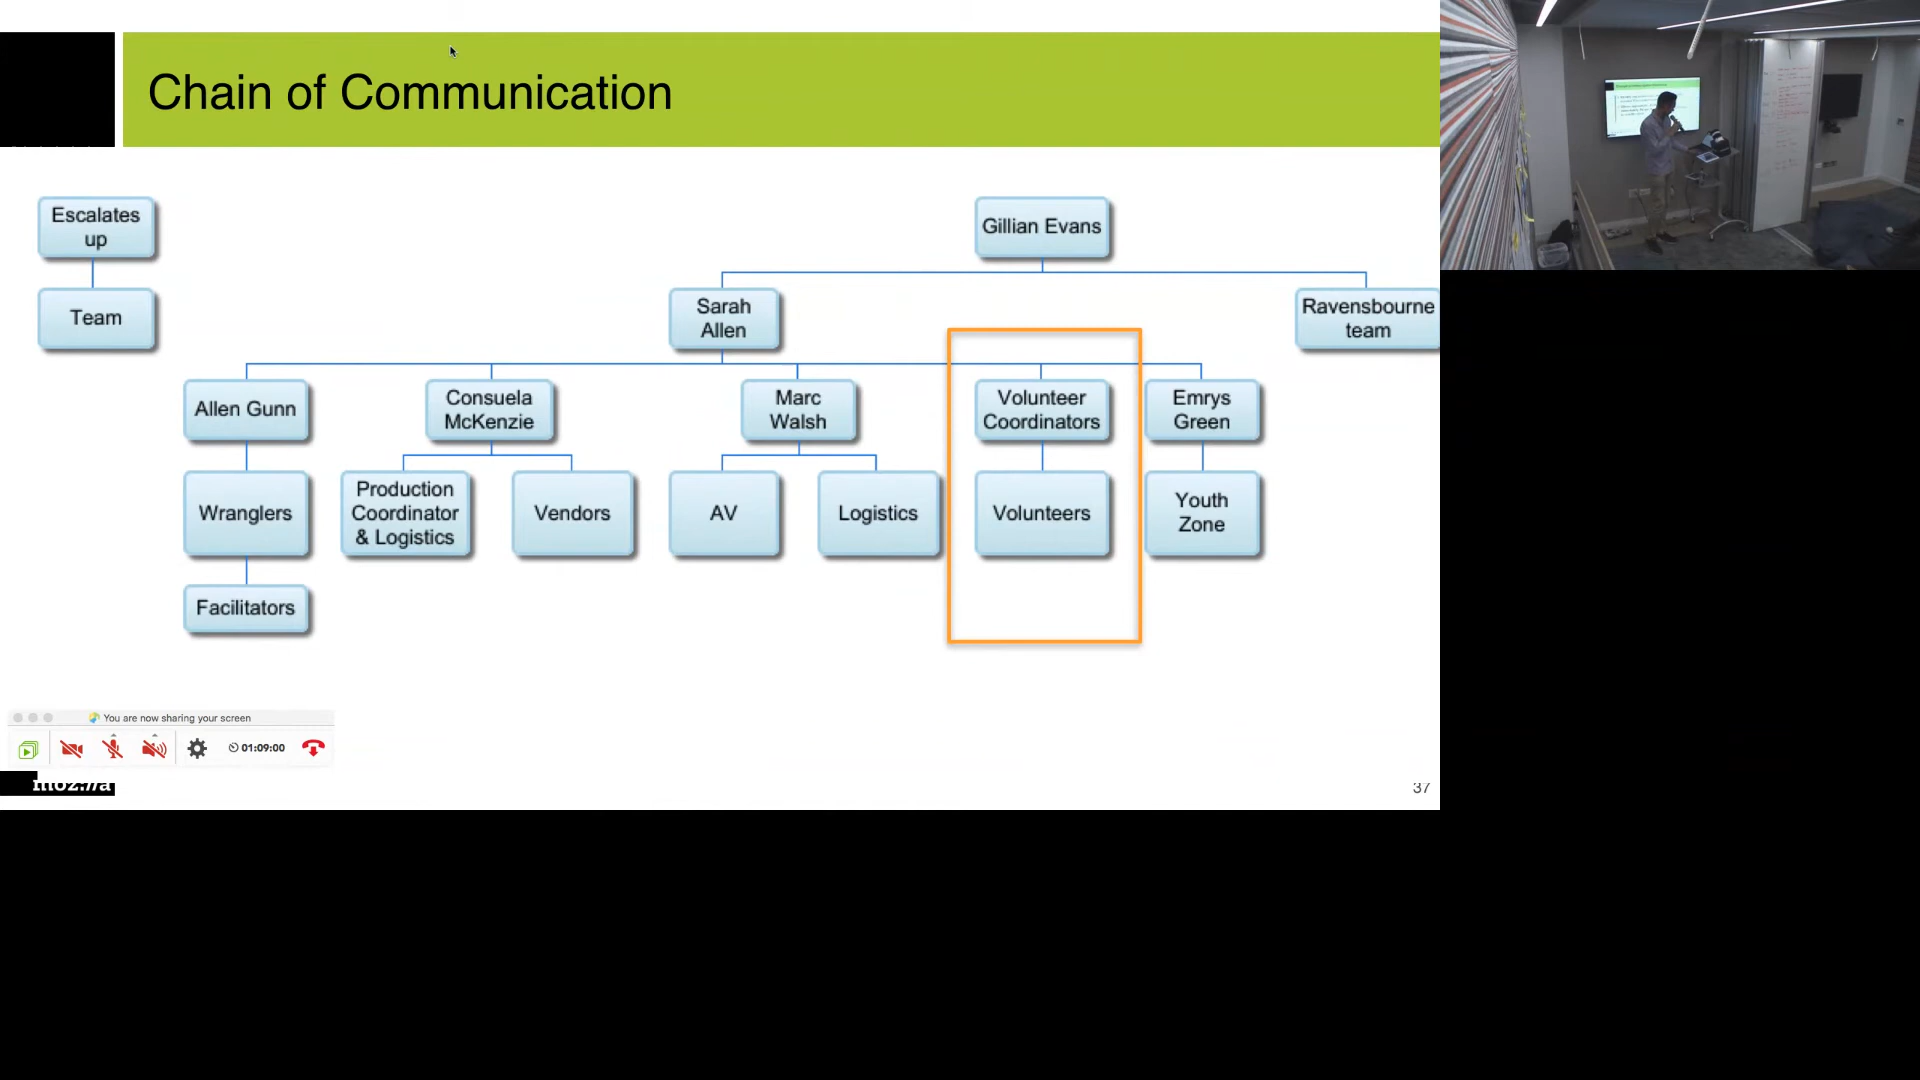 Chain of Communication
Escalates
up
Team
Gillian Evans
Sarah
Allen
Ravensbourne
team
Allen Gunn
Consuela
McKenzie
Marc
Walsh
Volunteer
Coordinators
Emrys
Green
Wranglers
Production
Coordinator
& Logistics
Vendors
AV
Logistics
Volunteers
Youth
Zone
Facilitators
You are now sharing your screen
01:09:00
moz://a
37